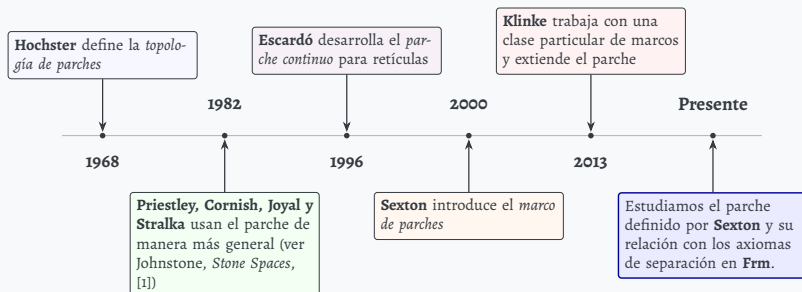 Hochster define la topolo-
gía de parches
Escardó desarrolla el par-
che continuo para retículas
Klinke trabaja con una
clase particular de marcos
y extiende el parche
1982
2000
Presente
1968
1996
2013
Priestley, Cornish, Joyal y
Stralka usan el parche de
manera más general (ver
Johnstone, Stone Spaces,
[1])
Sexton introduce el marco
de parches
Estudiamos el parche
definido por Sexton y su
relación con los axiomas
de separación en Frm.